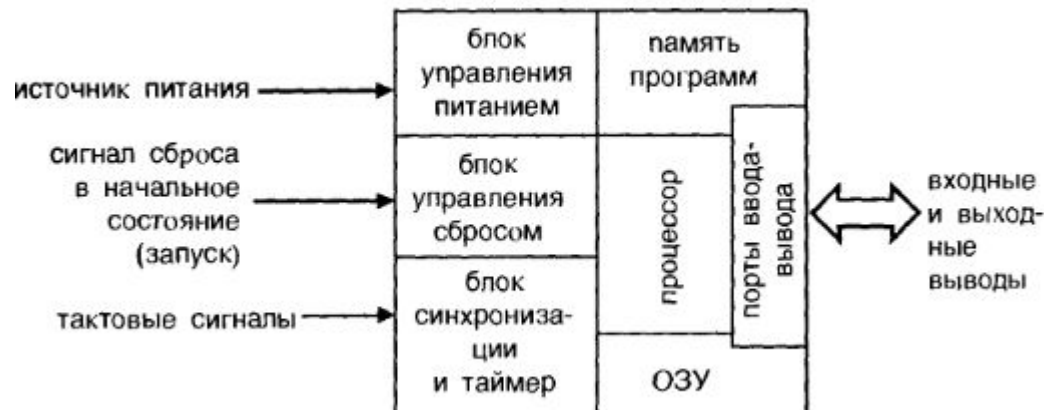 источник питания
сигнал сброса
в начальное
состояние
(запуск)
тактовые сигналы
блок
управления
питанием
блок
управления
сбросом
блок
синхрониза-
ции
и таймер
память
программ
процессор
ОЗУ
порты ввода-
вывода
входные
и выход-
ные
выводы